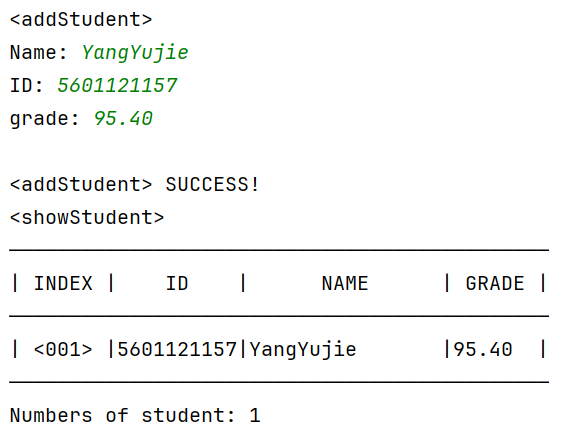 <addStudent>
Name: YangYujie
ID: 5601121157
grade: 95.40
<addStudent> SUCCESS!
<showStudent>
| INDEX |    ID    |      NAME      | GRADE |
| <001> |5601121157|YangYujie       |95.40  |
Numbers of student: 1